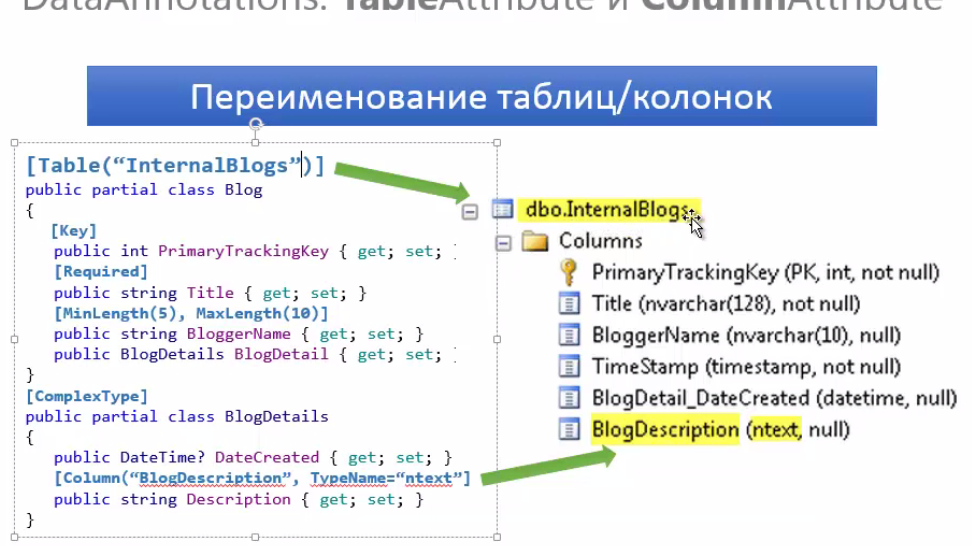 DataAnnotations: TableAttribute и ColumnAttribute
Переименование таблиц/колонок
[Table(“InternalBlogs”)]
public partial class Blog
{
[Key]
public int PrimaryTrackingKey { get; set;
[Required]
public string Title { get; set; }
[MinLength(5), MaxLength(10)]
public string BloggerName { get; set; }
public BlogDetails BlogDetail { get; set;
}
[ComplexType]
public partial class BlogDetails
{
public DateTime? DateCreated { get; set; }
[Column(“BlogDescription”, TypeName=“ntext”]
public string Description { get; set; }
}
dbo.InternalBlogs
Columns
PrimaryTrackingKey (PK, int, not null)
Title (nvarchar(128), not null)
BloggerName (nvarchar(10), null)
TimeStamp (timestamp, not null)
BlogDetail_DateCreated (datetime, null)
BlogDescription (ntext, null)